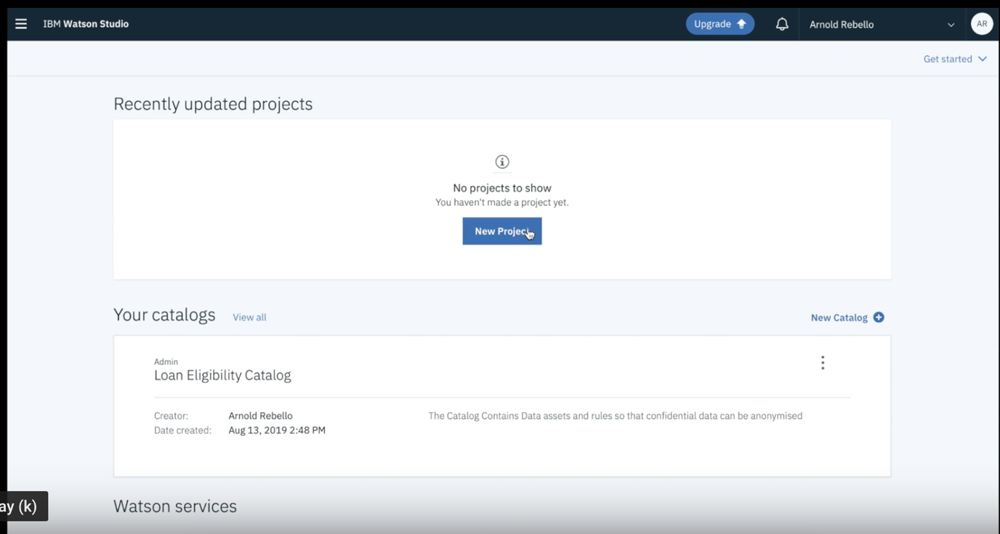 IBM Watson Studio
Upgrade
Arnold Rebello
AR
Get started
Recently updated projects
No projects to show
You haven't made a project yet.
New Project
Your catalogs
View all
New Catalog
Admin
Loan Eligibility Catalog
Creator: Arnold Rebello
The Catalog Contains Data assets and rules so that confidential data can be anonymised
Date created: Aug 13, 2019 2:48 PM
ay (k)
Watson services